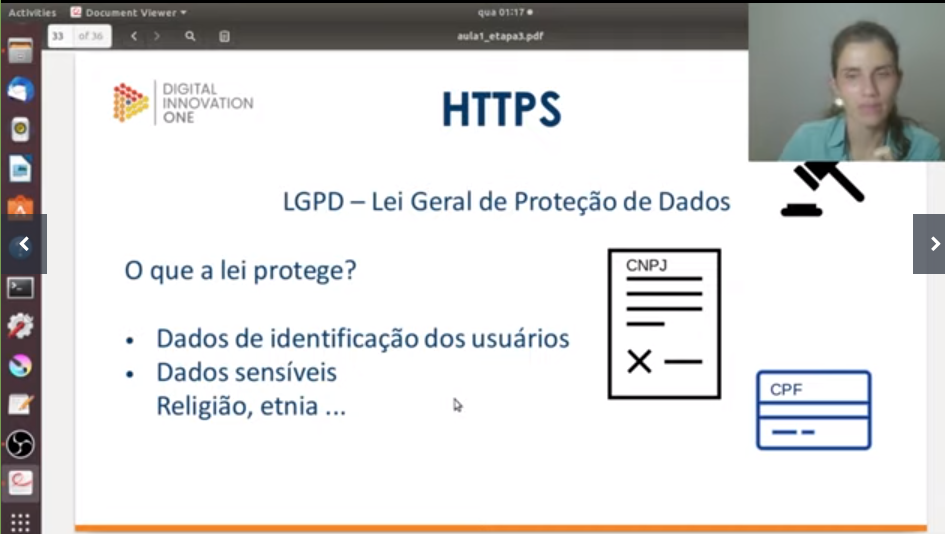 Activities
Document Viewer
qua 01:17
33 of 36
aula1_etapa3.pdf
DIGITAL
INNOVATION
ONE
HTTPS
LGPD – Lei Geral de Proteção de Dados
O que a lei protege?
CNPJ
• Dados de identificação dos usuários
• Dados sensíveis
Religião, etnia ...
CPF